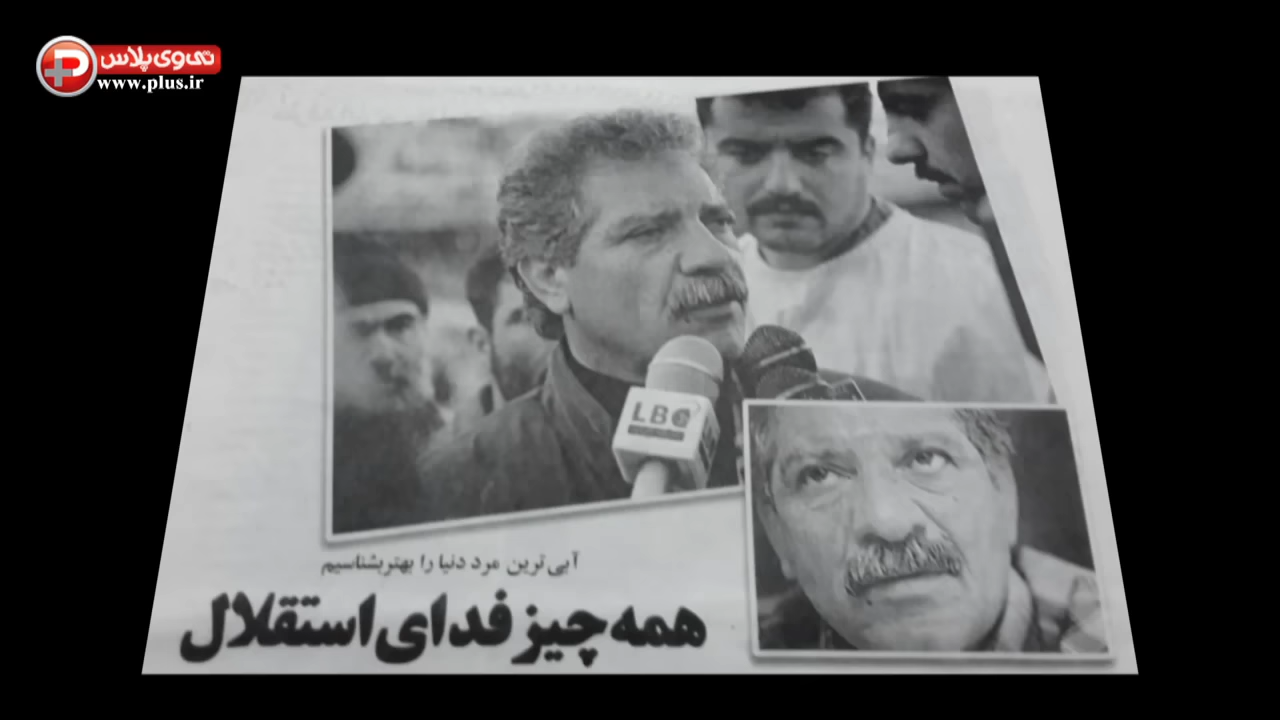 تی‌وی‌پلاس
www.plus.ir
LBC
آبی‌ترین مرد دنیا را بهتر بشناسیم
همه چیز فدای استقلال